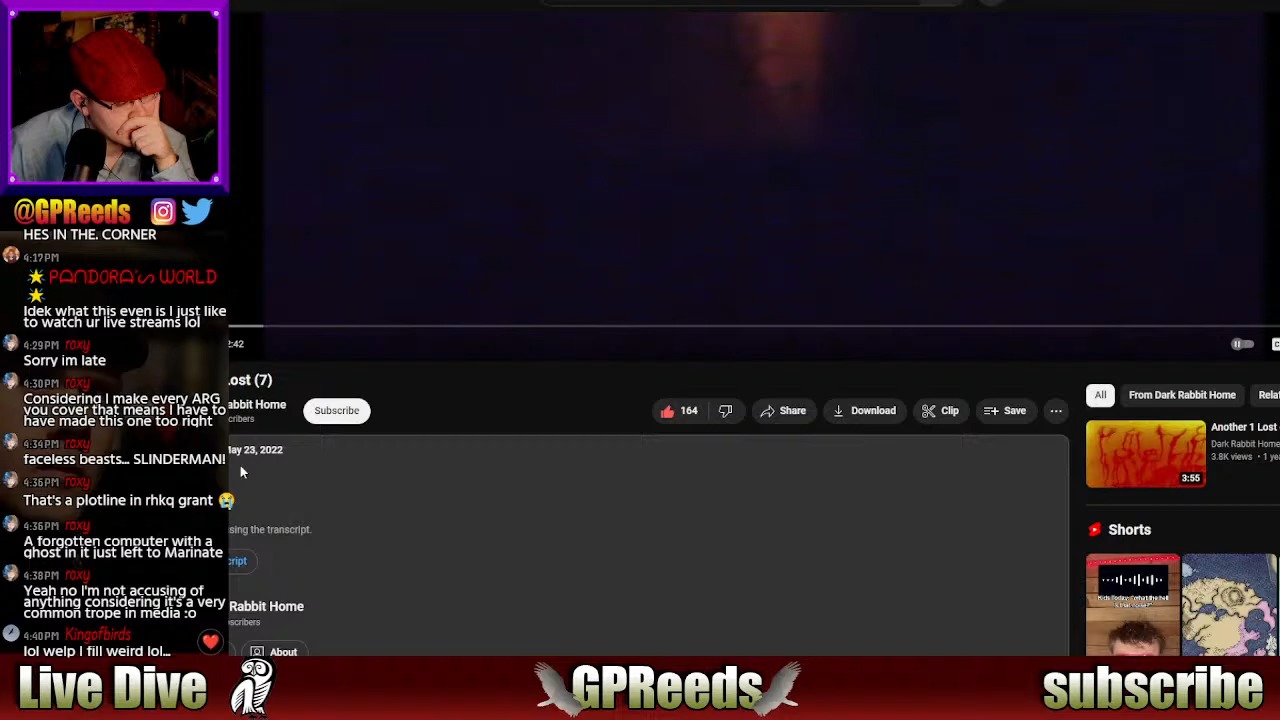 @GPReeds
HES IN THE. CORNER
4:17PM
PANDORA'S WORLD
Idek what this even is I just like
to watch ur live streams lol
4:29PM roxy
Sorry im late
4:30PM roxy
Considering I make every ARG
you cover that means I have to
have made this one too right
4:34PM roxy
faceless beasts... SLINDERMAN!
4:36PM roxy
That's a plotline in rhkq grant 😭
4:36PM roxy
A forgotten computer with a
ghost in it just left to Marinate
4:38PM roxy
Yeah no I'm not accusing of
anything considering it's a very
common trope in media :o
4:40PM Kingofbirds
lol welp I fill weird lol...
2:42
Lost (7)
abbit Home
cribers
Subscribe
164
Share
Download
Clip
Save
May 23, 2022
sing the transcript.
cript
Rabbit Home
scribers
About
All
From Dark Rabbit Home
Rela
Another 1 Lost
Dark Rabbit Home
3.8K views • 1 yea
3:55
Shorts
Live Dive
GPReeds
subscribe